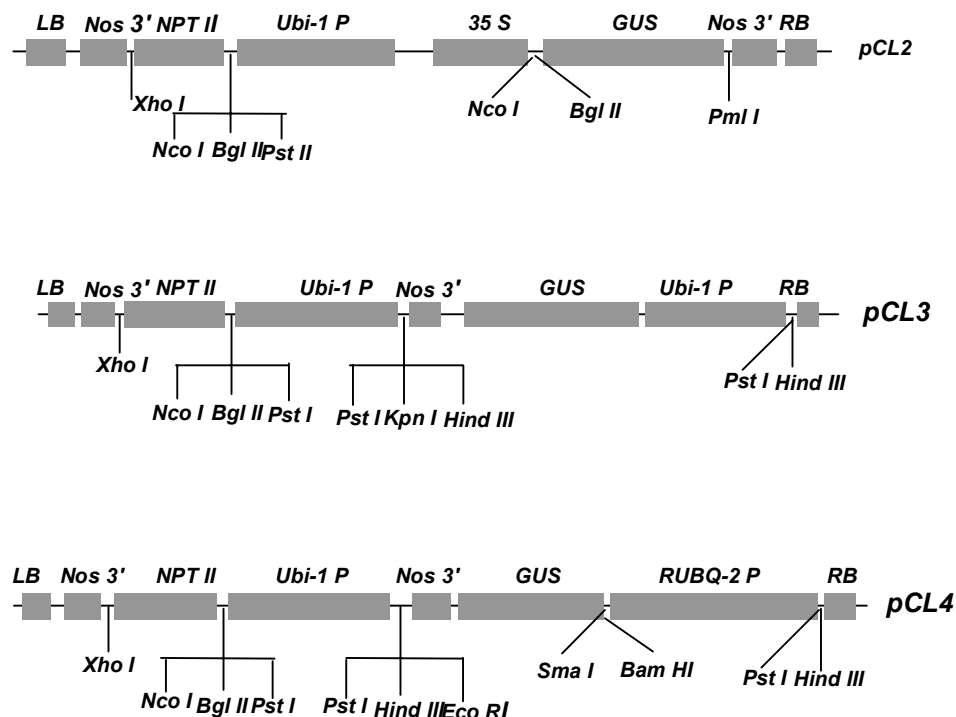 LB Nos 3' NPT II Ubi-1 P 35 S GUS Nos 3' RB
pCL2
Xho I
Nco I Bgl II Pml I
Nco I Bgl II Pst II
LB Nos 3' NPT II Ubi-1 P Nos 3' GUS Ubi-1 P RB
pCL3
Xho I
Pst I Hind III
Nco I Bgl II Pst I Pst I Kpn I Hind III
LB Nos 3' NPT II Ubi-1 P Nos 3' GUS RUBQ-2 P RB
pCL4
Xho I
Sma I Bam HI Pst I Hind III
Nco I Bgl II Pst I Pst I Hind III Eco RI